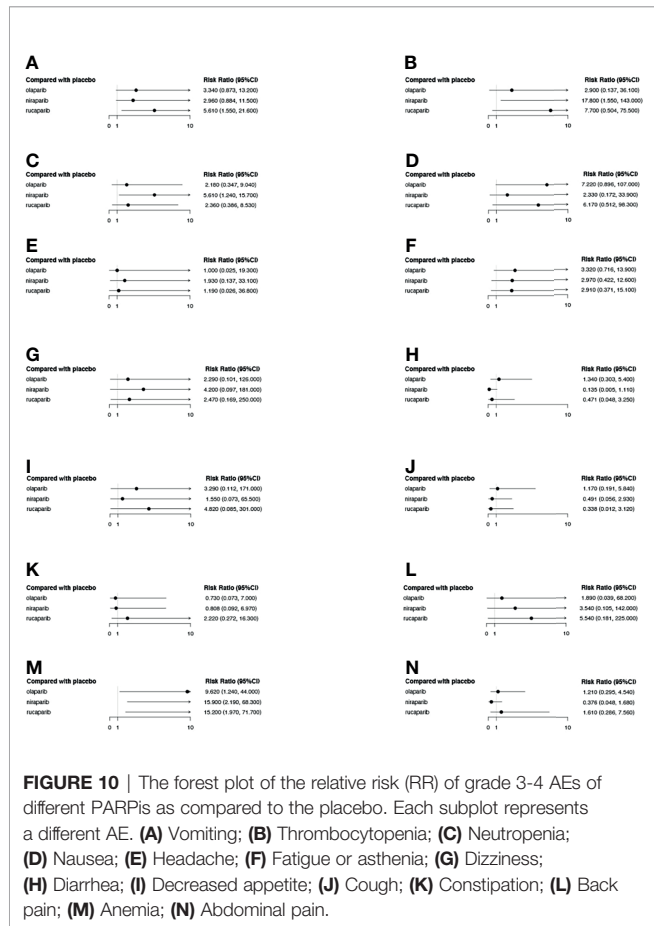 A
Compared with placebo Risk Ratio (95%CI)
olaparib 3.340 (0.873, 13.200)
niraparib 2.960 (0.884, 11.500)
rucaparib 5.610 (1.550, 21.600)
0 1 10
B
Compared with placebo Risk Ratio (95%CI)
olaparib 2.900 (0.137, 36.100)
niraparib 17.800 (1.550, 143.000)
rucaparib 7.700 (0.504, 75.500)
0 1 10
C
Compared with placebo Risk Ratio (95%CI)
olaparib 2.180 (0.347, 9.040)
niraparib 5.610 (1.240, 15.700)
rucaparib 2.360 (0.386, 8.530)
0 1 10
D
Compared with placebo Risk Ratio (95%CI)
olaparib 7.220 (0.896, 107.000)
niraparib 2.330 (0.172, 33.900)
rucaparib 6.170 (0.512, 98.300)
0 1 10
E
Compared with placebo Risk Ratio (95%CI)
olaparib 1.000 (0.025, 19.300)
niraparib 1.930 (0.137, 33.100)
rucaparib 1.190 (0.026, 36.800)
0 1 10
F
Compared with placebo Risk Ratio (95%CI)
olaparib 3.320 (0.716, 13.900)
niraparib 2.970 (0.422, 12.600)
rucaparib 2.910 (0.371, 15.100)
0 1 10
G
Compared with placebo Risk Ratio (95%CI)
olaparib 2.290 (0.101, 126.000)
niraparib 4.200 (0.097, 181.000)
rucaparib 2.470 (0.169, 250.000)
0 1 10
H
Compared with placebo Risk Ratio (95%CI)
olaparib 1.340 (0.303, 5.400)
niraparib 0.135 (0.005, 1.110)
rucaparib 0.471 (0.048, 3.250)
0 1 10
I
Compared with placebo Risk Ratio (95%CI)
olaparib 3.290 (0.112, 171.000)
niraparib 1.550 (0.073, 65.500)
rucaparib 4.820 (0.085, 301.000)
0 1 10
J
Compared with placebo Risk Ratio (95%CI)
olaparib 1.170 (0.191, 5.840)
niraparib 0.491 (0.056, 2.930)
rucaparib 0.338 (0.012, 3.120)
0 1 10
K
Compared with placebo Risk Ratio (95%CI)
olaparib 0.730 (0.073, 7.000)
niraparib 0.808 (0.092, 6.970)
rucaparib 2.220 (0.272, 16.300)
0 1 10
L
Compared with placebo Risk Ratio (95%CI)
olaparib 1.890 (0.039, 68.200)
niraparib 3.540 (0.105, 142.000)
rucaparib 5.540 (0.181, 225.000)
0 1 10
M
Compared with placebo Risk Ratio (95%CI)
olaparib 9.620 (1.240, 44.000)
niraparib 15.900 (2.190, 68.300)
rucaparib 15.200 (1.970, 71.700)
0 1 10
N
Compared with placebo Risk Ratio (95%CI)
olaparib 1.210 (0.295, 4.540)
niraparib 0.376 (0.048, 1.680)
rucaparib 1.610 (0.286, 7.560)
0 1 10
FIGURE 10 | The forest plot of the relative risk (RR) of grade 3-4 AEs of
different PARPis as compared to the placebo. Each subplot represents
a different AE. (A) Vomiting; (B) Thrombocytopenia; (C) Neutropenia;
(D) Nausea; (E) Headache; (F) Fatigue or asthenia; (G) Dizziness;
(H) Diarrhea; (I) Decreased appetite; (J) Cough; (K) Constipation; (L) Back
pain; (M) Anemia; (N) Abdominal pain.